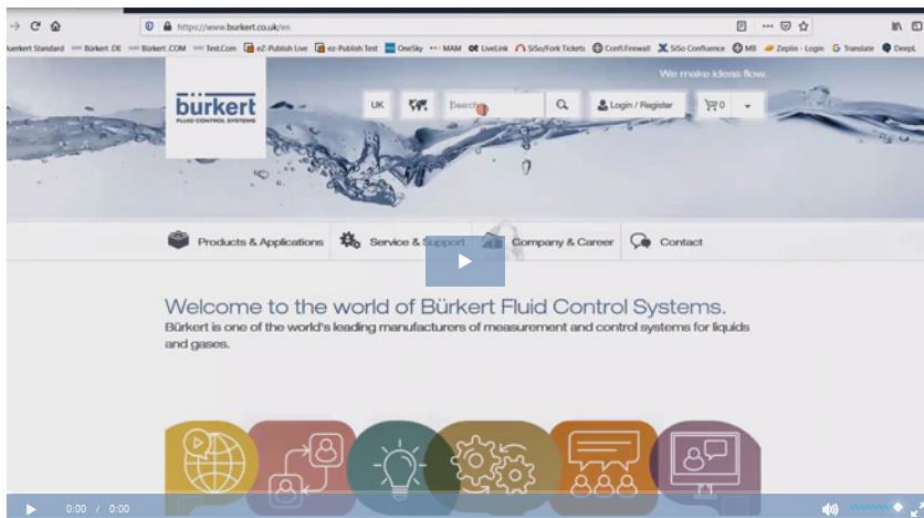 https://www.burkert.co.uk/en
Burkert Standard Bürkert .DE Bürkert .COM Test.Com eZ-Publish Live ez-Publish Test OneSky MAM LiveLink SiSo/Fork Tickets Conf.Firewall SiSo Confluence MB Zeplin - Login Translate DeepL
We make ideas flow.
bürkert
FLUID CONTROL SYSTEMS
UK Search Login / Register 0
Products & Applications Service & Support Company & Career Contact
Welcome to the world of Bürkert Fluid Control Systems.
Bürkert is one of the world's leading manufacturers of measurement and control systems for liquids
and gases.
0:00 / 0:00